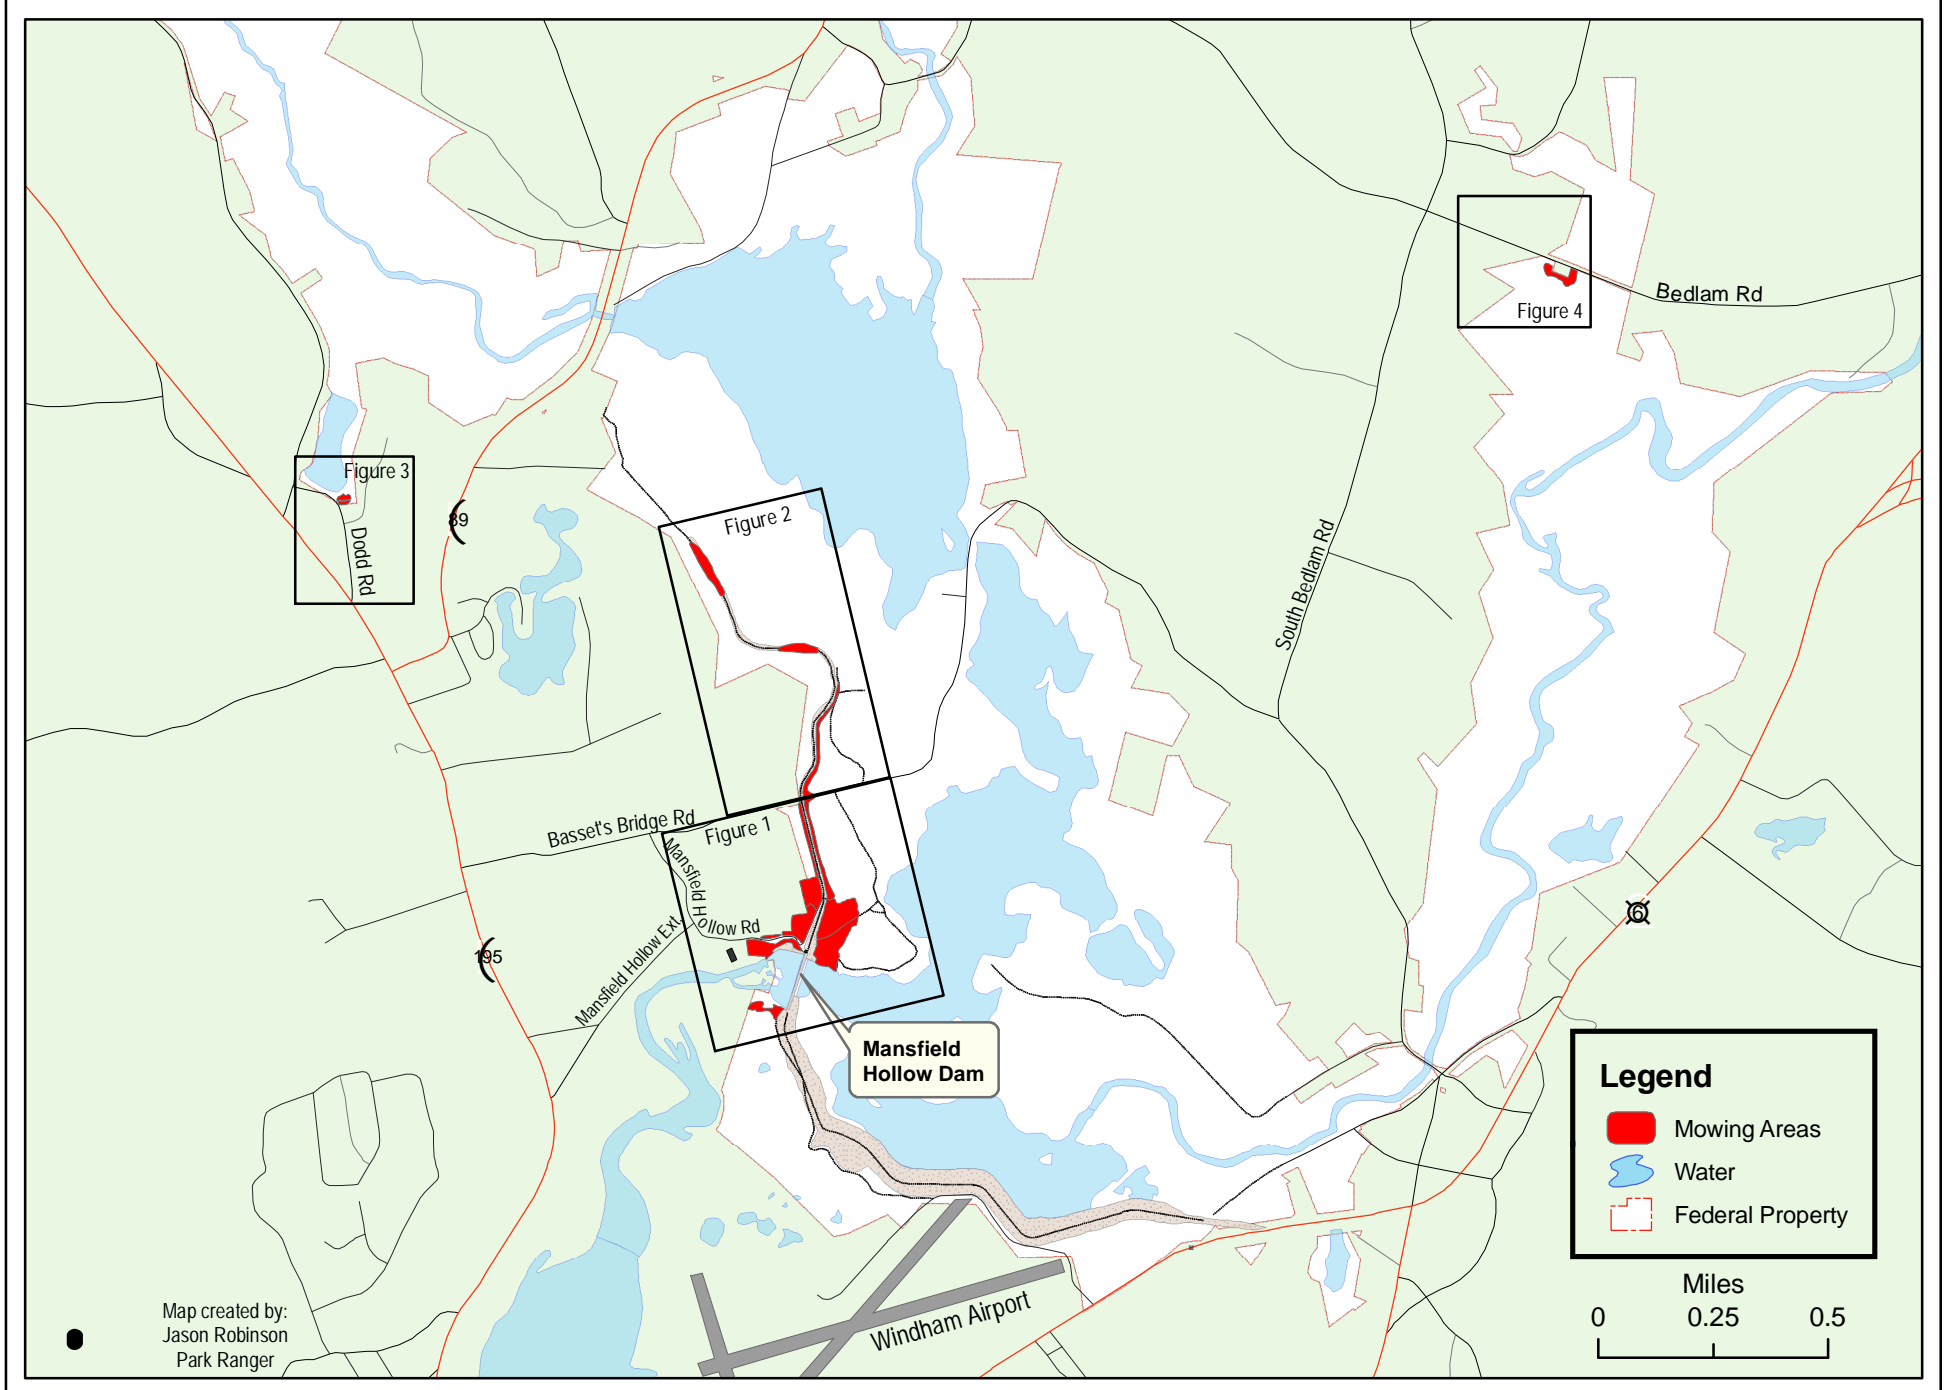 Figure 4
Bedlam Rd
Figure 3
89
Dodd Rd
Figure 2
South Bedlam Rd
Basset's Bridge Rd
Figure 1
Mansfield Hollow Rd
Mansfield Hollow Ext.
195
6
Mansfield
Hollow Dam
Windham Airport
Legend
Mowing Areas
Water
Federal Property
Miles
0 0.25 0.5
Map created by:
Jason Robinson
Park Ranger